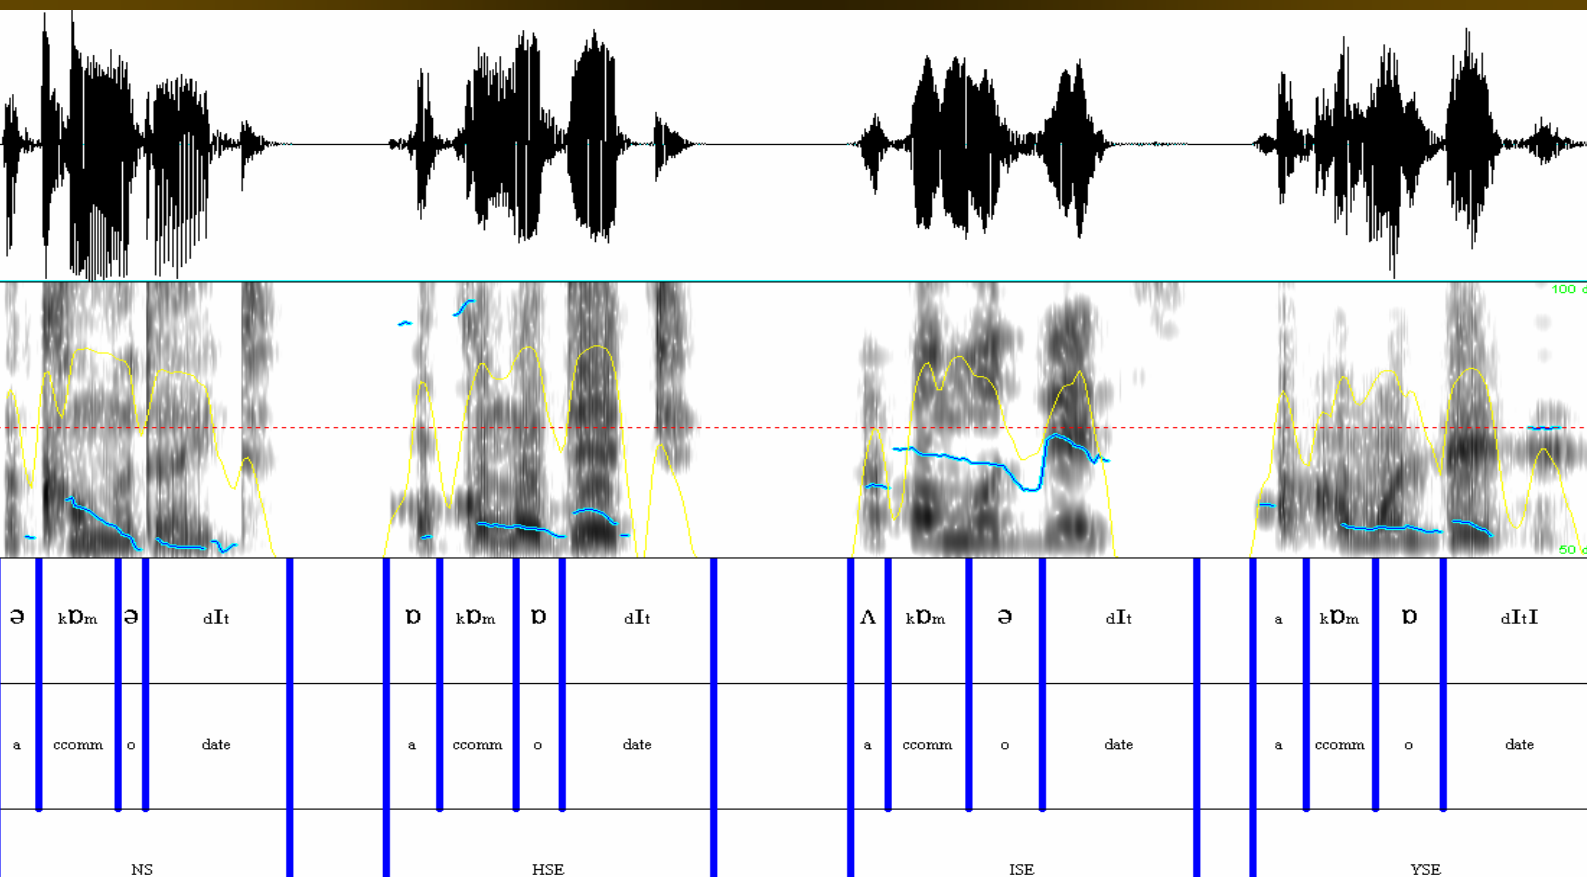 100 d
50 d
ə kɒm ə dɪt ɒ kɒm ɒ dɪt ʌ kɒm ə dɪt a kɒm ɒ dɪtɪ
a ccomm o date a ccomm o date a ccomm o date a ccomm o date
NS HSE ISE YSE